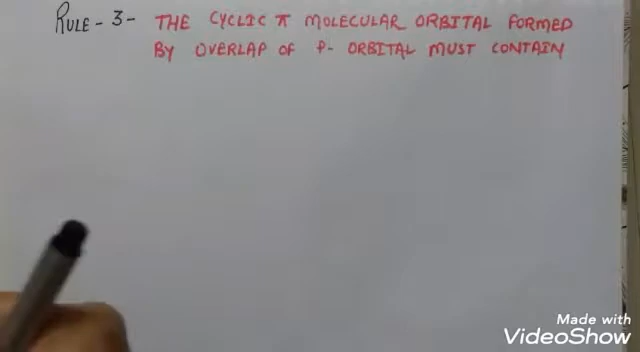 RULE - 3 - THE CYCLIC π MOLECULAR ORBITAL FORMED
BY OVERLAP OF P- ORBITAL MUST CONTAIN
Made with
VideoShow